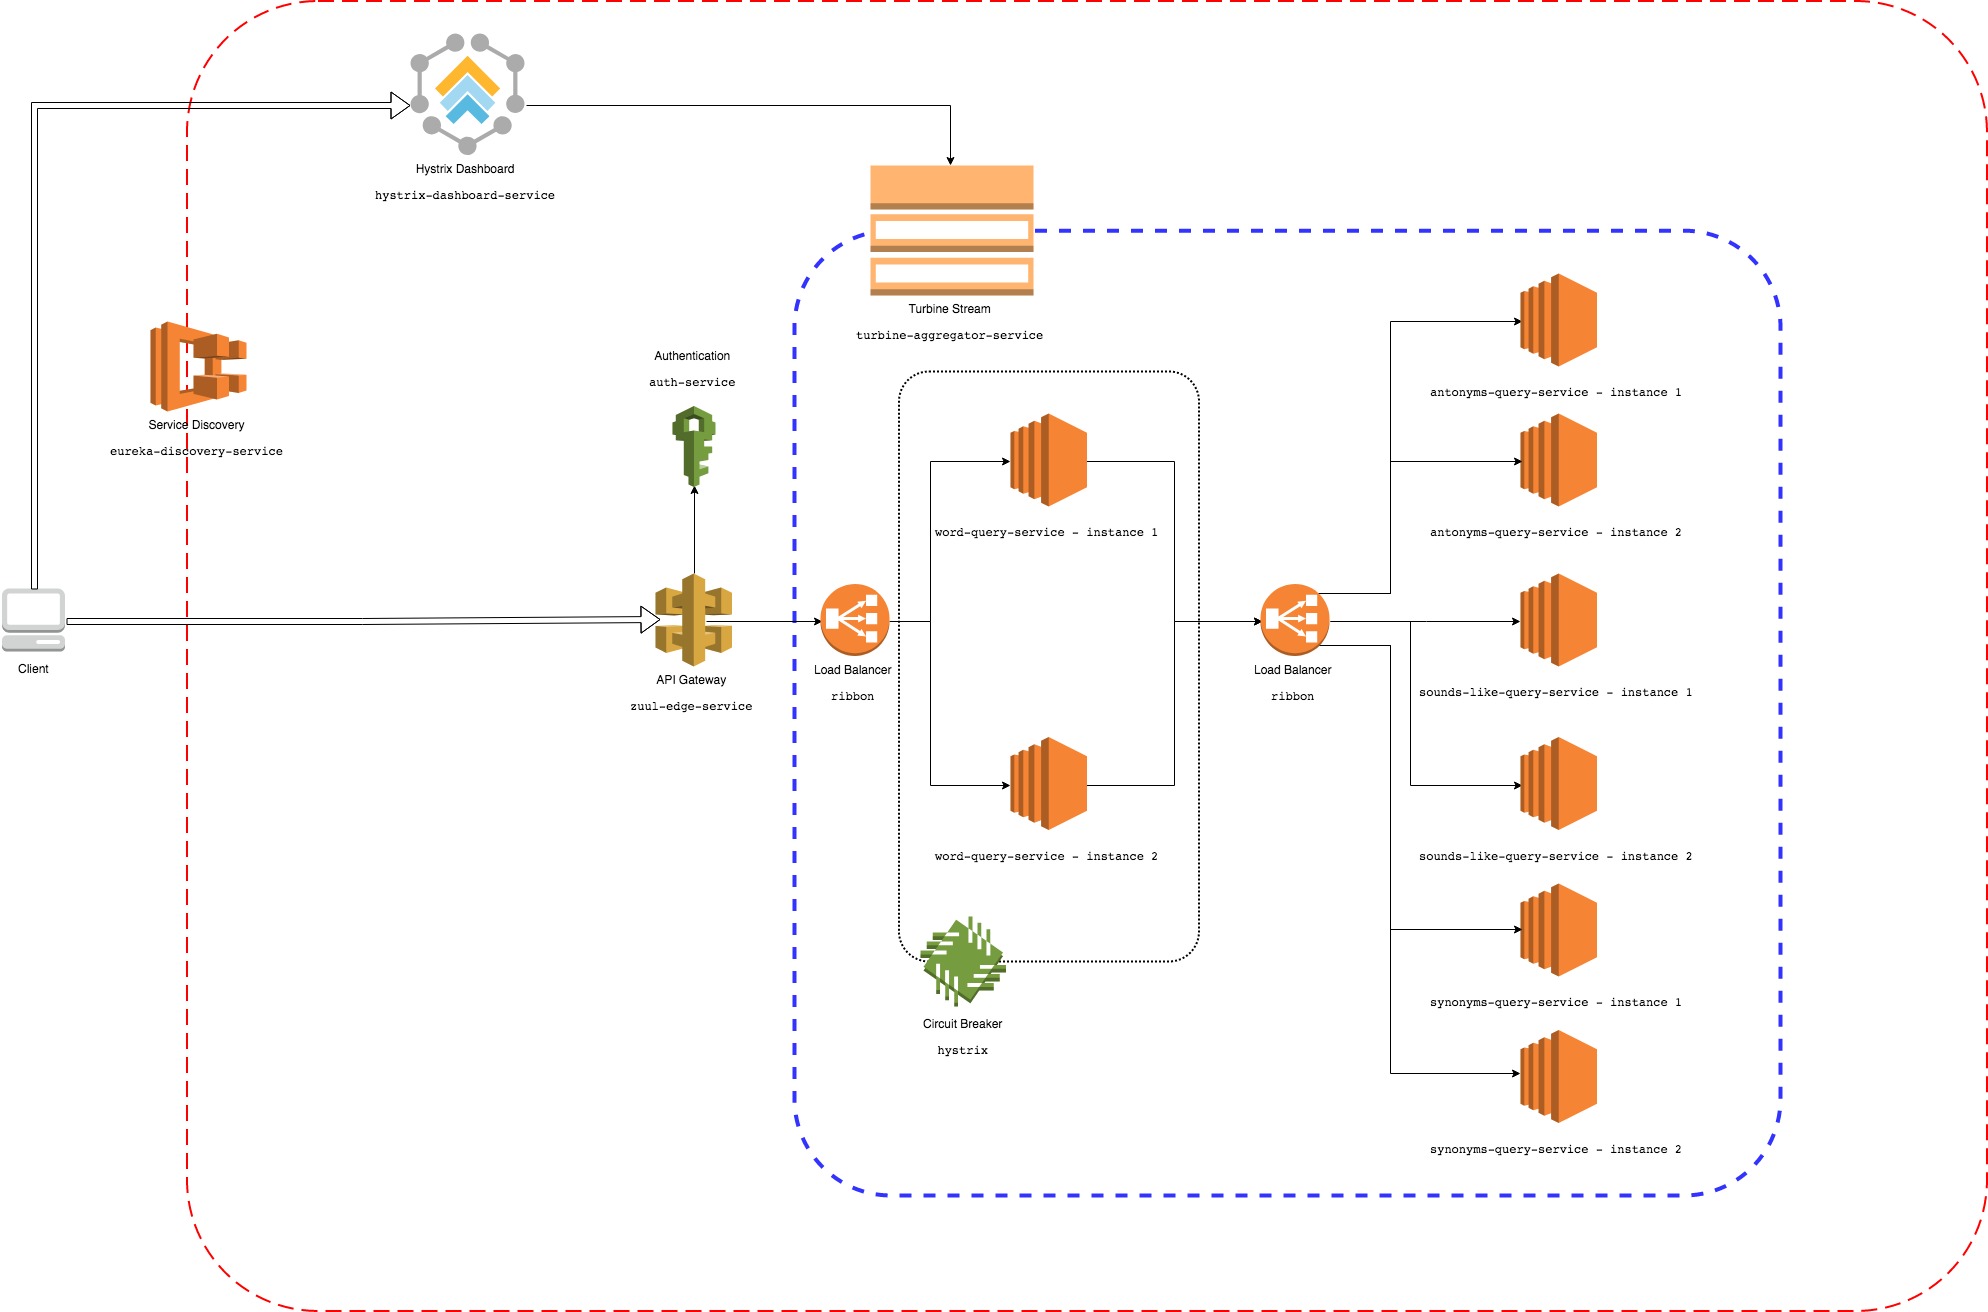 Hystrix Dashboard
hystrix-dashboard-service
Turbine Stream
turbine-aggregator-service
Service Discovery
eureka-discovery-service
Authentication
auth-service
Client
API Gateway
zuul-edge-service
Load Balancer
ribbon
word-query-service - instance 1
word-query-service - instance 2
Circuit Breaker
hystrix
Load Balancer
ribbon
antonyms-query-service - instance 1
antonyms-query-service - instance 2
sounds-like-query-service - instance 1
sounds-like-query-service - instance 2
synonyms-query-service - instance 1
synonyms-query-service - instance 2